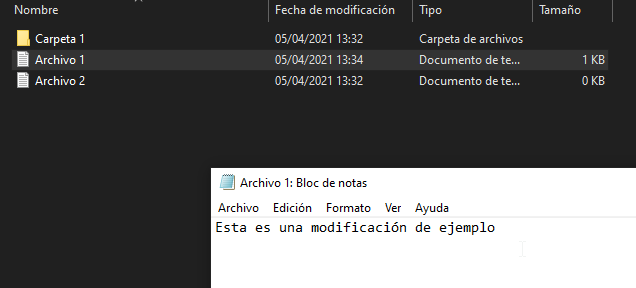 Nombre Fecha de modificación Tipo Tamaño
Carpeta 1 05/04/2021 13:32 Carpeta de archivos
Archivo 1 05/04/2021 13:34 Documento de te... 1 KB
Archivo 2 05/04/2021 13:32 Documento de te... 0 KB
Archivo 1: Bloc de notas
Archivo Edición Formato Ver Ayuda
Esta es una modificación de ejemplo